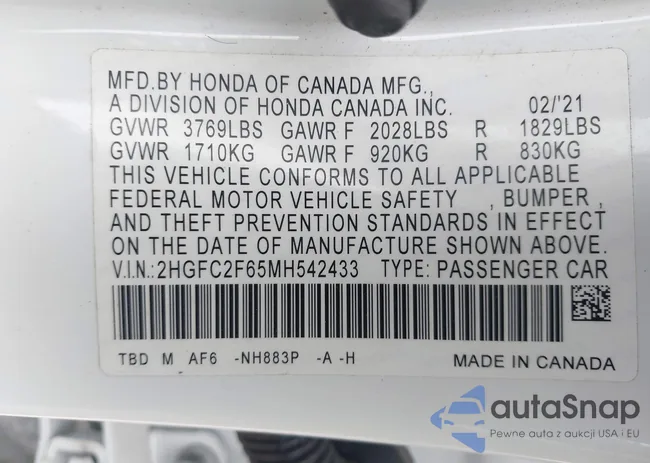 MFD.BY HONDA OF CANADA MFG.,
A DIVISION OF HONDA CANADA INC. 02/'21
GVWR 3769LBS GAWR F 2028LBS R 1829LBS
GVWR 1710KG GAWR F 920KG R 830KG
THIS VEHICLE CONFORMS TO ALL APPLICABLE
FEDERAL MOTOR VEHICLE SAFETY , BUMPER ,
AND THEFT PREVENTION STANDARDS IN EFFECT
ON THE DATE OF MANUFACTURE SHOWN ABOVE.
V.I.N.:2HGFC2F65MH542433 TYPE: PASSENGER CAR
TBD M AF6 -NH883P -A -H MADE IN CANADA
autaSnap
Pewne auta z aukcji USA i EU